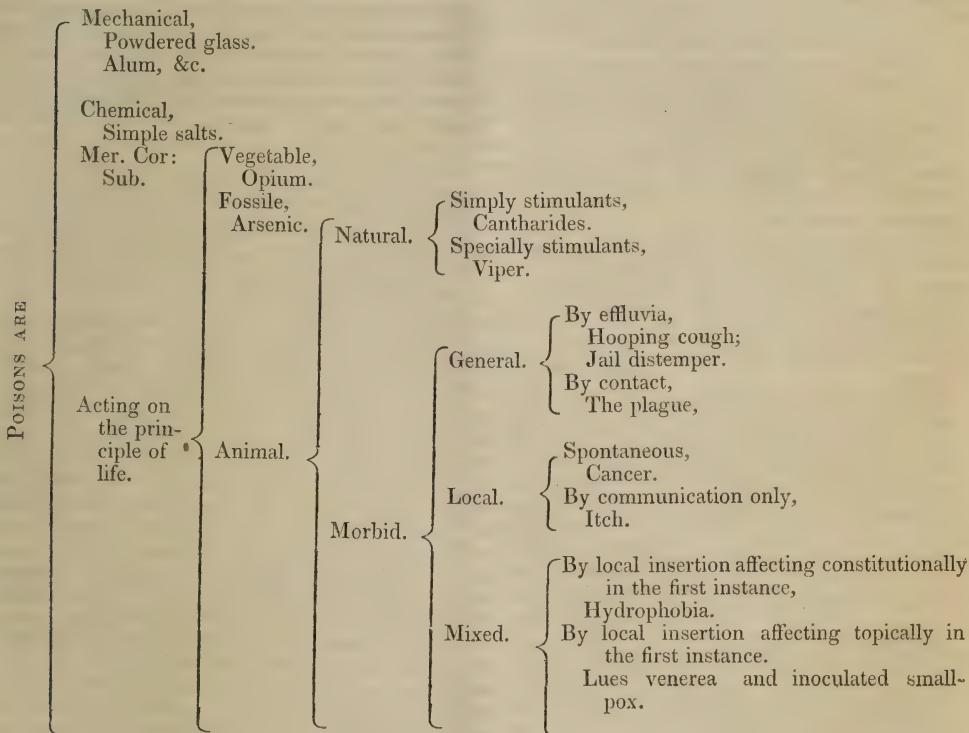 POISONS ARE
Mechanical,
Powdered glass.
Alum, &c.
Chemical,
Simple salts.
Mer. Cor:
Sub.
Acting on
the prin-
ciple of
life.
Vegetable,
Opium.
Fossile,
Arsenic.
Animal.
Natural.
Simply stimulants,
Cantharides.
Specially stimulants,
Viper.
Morbid.
General.
By effluvia,
Hooping cough;
Jail distemper.
By contact,
The plague,
Local.
Spontaneous,
Cancer.
By communication only,
Itch.
Mixed.
By local insertion affecting constitutionally
in the first instance,
Hydrophobia.
By local insertion affecting topically in
the first instance.
Lues venerea and inoculated small-
pox.